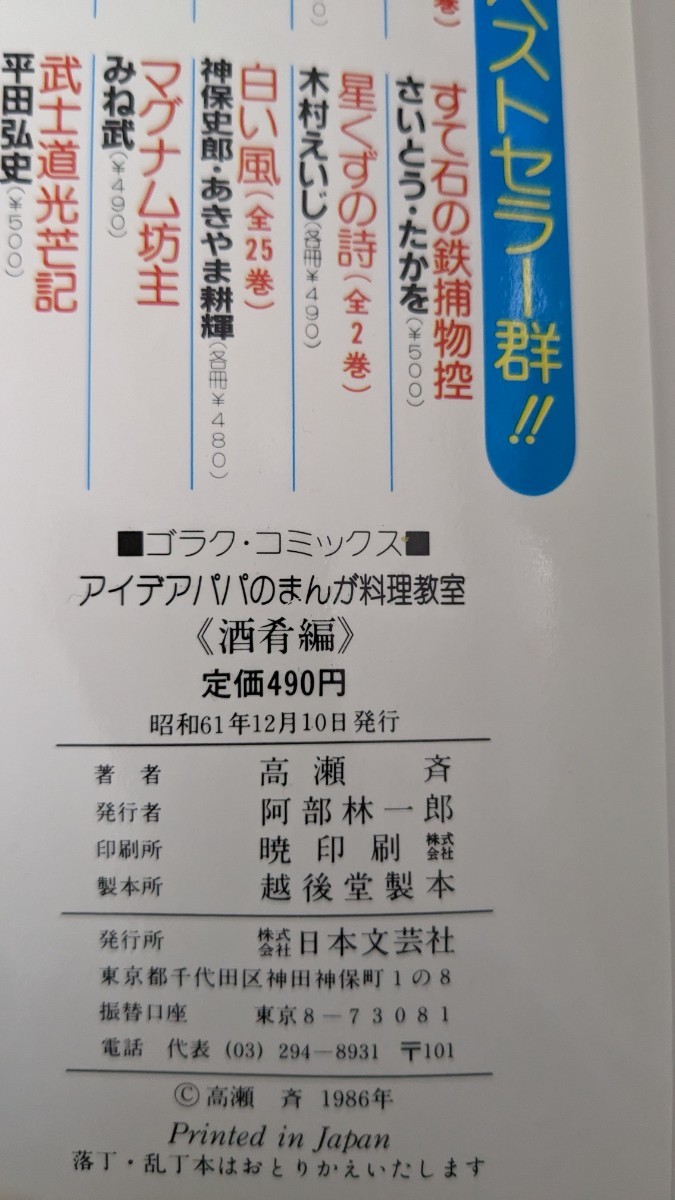 ベストセラー群!!
巻)
すて石の鉄捕物控
さいとう・たかを(¥500)
星くずの詩(全2巻)
木村えいじ(各冊¥490)
白い風(全25巻)
神保史郎・あきやま耕輝(各冊¥480)
マグナム坊主
みね武(¥490)
武士道光芒記
平田弘史(¥500)
■ゴラク・コミックス■
アイデアパパのまんが料理教室
《酒肴編》
定価490円
昭和61年12月10日発行
著者 高瀬斉
発行者 阿部林一郎
印刷所 暁印刷株式会社
製本所 越後堂製本
発行所 株式会社日本文芸社
東京都千代田区神田神保町1の8
振替口座 東京8-73081
電話 代表(03)294-8931 〒101
©高瀬 斉 1986年
Printed in Japan
落丁・乱丁本はおとりかえいたします